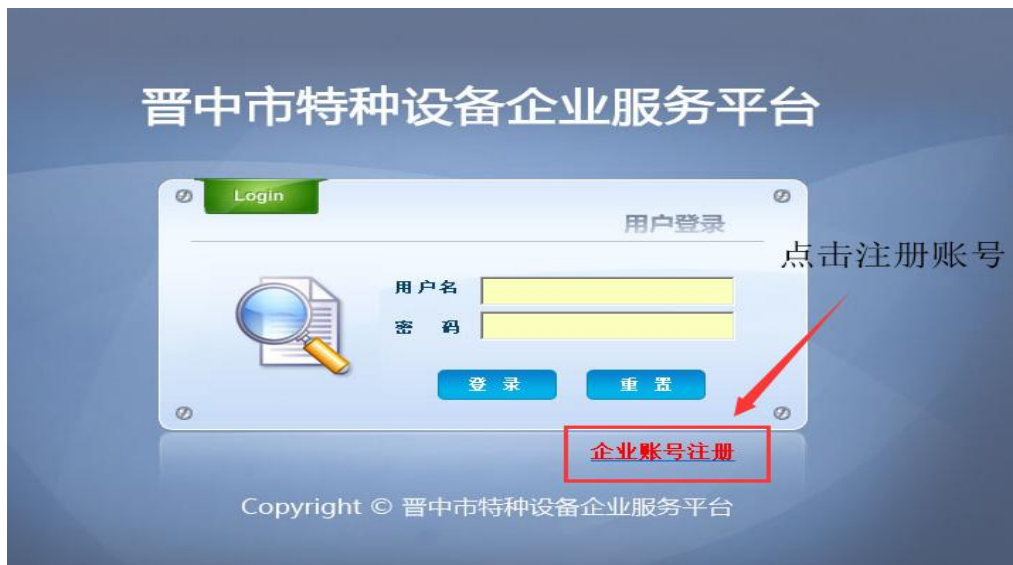 晋中市特种设备企业服务平台
Login
用户登录
点击注册账号
用户名
密 码
登 录
重 置
企业账号注册
Copyright © 晋中市特种设备企业服务平台